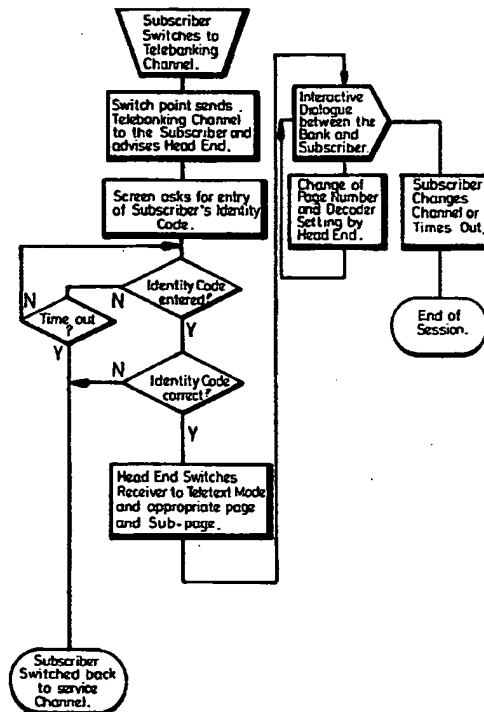 Subscriber
Switches to
Telebanking
Channel.
Switch point sends
Telebanking Channel
to the Subscriber and
advises Head End.
Screen asks for entry
of Subscriber's Identity
Code.
Identity Code
entered?
N
N
Time out
?
Y
Y
Identity Code
correct?
N
Y
Head End Switches
Receiver to Teletext Mode
and appropriate page
and Sub-page.
Subscriber
Switched back
to service
Channel.
Interactive
Dialogue
between the
Bank and
Subscriber.
Change of
Page Number
and Decoder
Setting by
Head End.
Subscriber
Changes
Channel or
Times Out.
End of
Session.